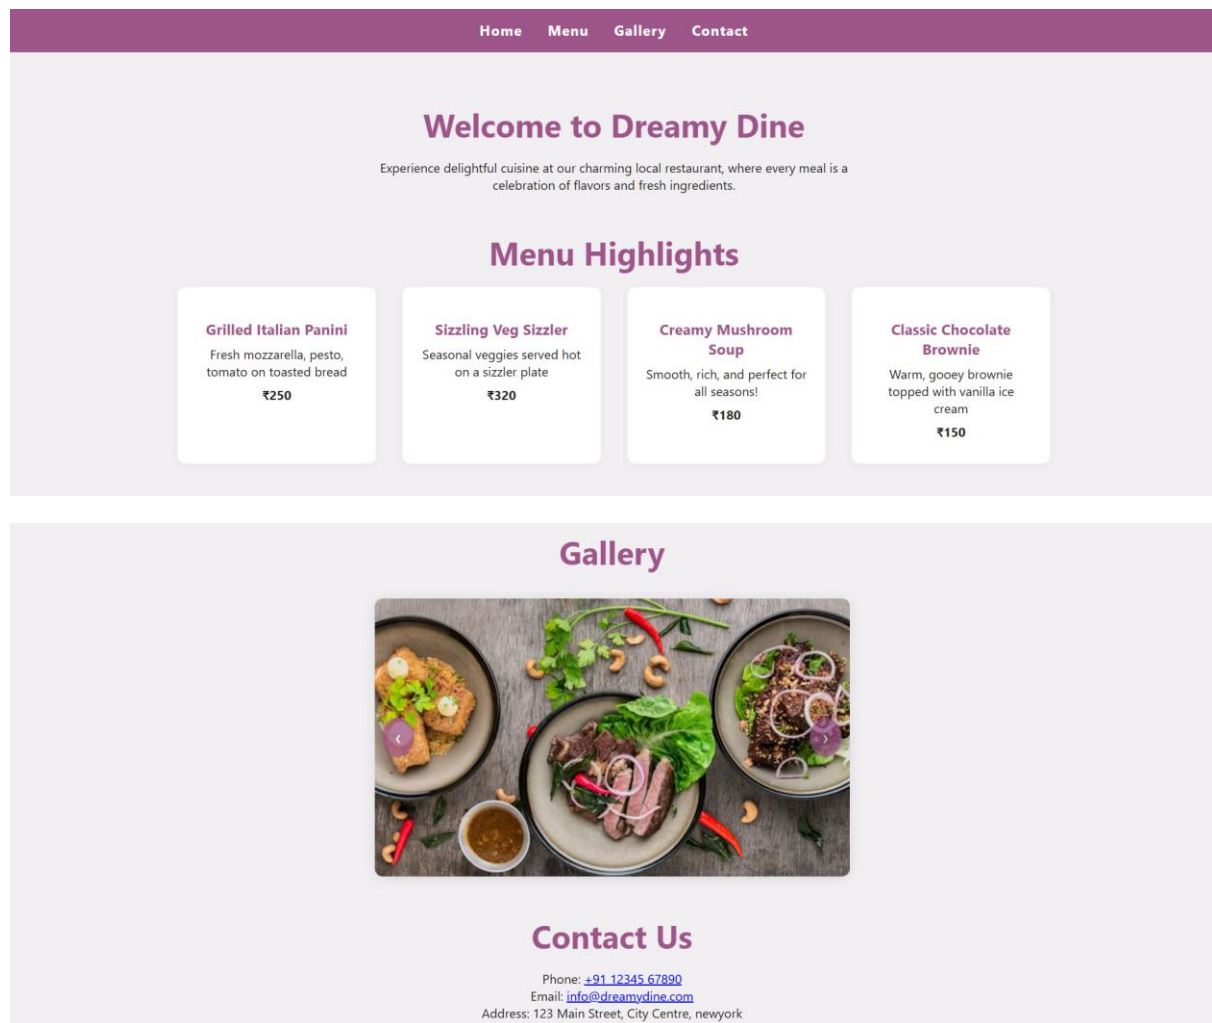 Home Menu Gallery Contact
Welcome to Dreamy Dine
Experience delightful cuisine at our charming local restaurant, where every meal is a
celebration of flavors and fresh ingredients.
Menu Highlights
Grilled Italian Panini
Fresh mozzarella, pesto,
tomato on toasted bread
₹250
Sizzling Veg Sizzler
Seasonal veggies served hot
on a sizzler plate
₹320
Creamy Mushroom
Soup
Smooth, rich, and perfect for
all seasons!
₹180
Classic Chocolate
Brownie
Warm, gooey brownie
topped with vanilla ice
cream
₹150
Gallery
Contact Us
Phone: +91 12345 67890
Email: info@dreamydine.com
Address: 123 Main Street, City Centre, newyork